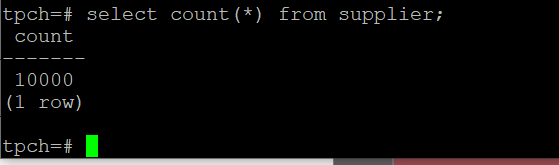 tpch=# select count(*) from supplier;
count
-------
10000
(1 row)
tpch=#